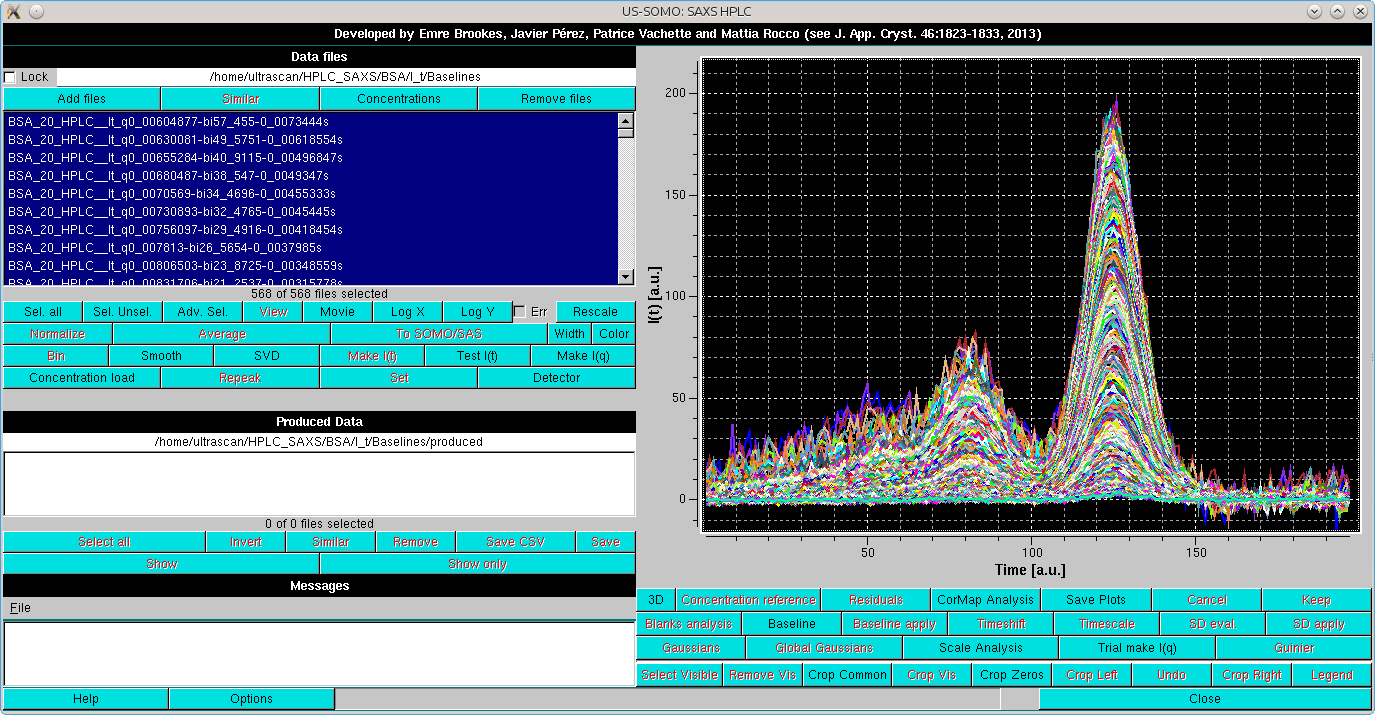 US-SOMO: SAXS HPLC
Developed by Emre Brookes, Javier Pérez, Patrice Vachette and Mattia Rocco (see J. App. Cryst. 46:1823-1833, 2013)
Data files
Lock /home/ultrascan/HPLC_SAXS/BSA/I_t/Baselines
Add files Similar Concentrations Remove files
BSA_20_HPLC__It_q0_00604877-bi57_455-0_0073444s
BSA_20_HPLC__It_q0_00630081-bi49_5751-0_00618554s
BSA_20_HPLC__It_q0_00655284-bi40_9115-0_00496847s
BSA_20_HPLC__It_q0_00680487-bi38_547-0_0049347s
BSA_20_HPLC__It_q0_0070569-bi34_4696-0_00455333s
BSA_20_HPLC__It_q0_00730893-bi32_4765-0_0045445s
BSA_20_HPLC__It_q0_00756097-bi29_4916-0_00418454s
BSA_20_HPLC__It_q0_007813-bi26_5654-0_0037985s
BSA_20_HPLC__It_q0_00806503-bi23_8725-0_00348559s
BSA_20_HPLC__It_q0_00831706-bi21_2537-0_00315778s
568 of 568 files selected
Sel. all Sel. Unsel. Adv. Sel. View Movie Log X Log Y Err Rescale
Normalize Average To SOMO/SAS Width Color
Bin Smooth SVD Make I(t) Test I(t) Make I(q)
Concentration load Repeak Set Detector
Produced Data
/home/ultrascan/HPLC_SAXS/BSA/I_t/Baselines/produced
0 of 0 files selected
Select all Invert Similar Remove Save CSV Save
Show Show only
Messages
File
Help Options
I(t) [a.u.]
200
150
100
50
0
50 100 150
Time [a.u.]
3D Concentration reference Residuals CorMap Analysis Save Plots Cancel Keep
Blanks analysis Baseline Baseline apply Timeshift Timescale SD eval. SD apply
Gaussians Global Gaussians Scale Analysis Trial make I(q) Guinier
Select Visible Remove Vis Crop Common Crop Vis Crop Zeros Crop Left Undo Crop Right Legend
Close